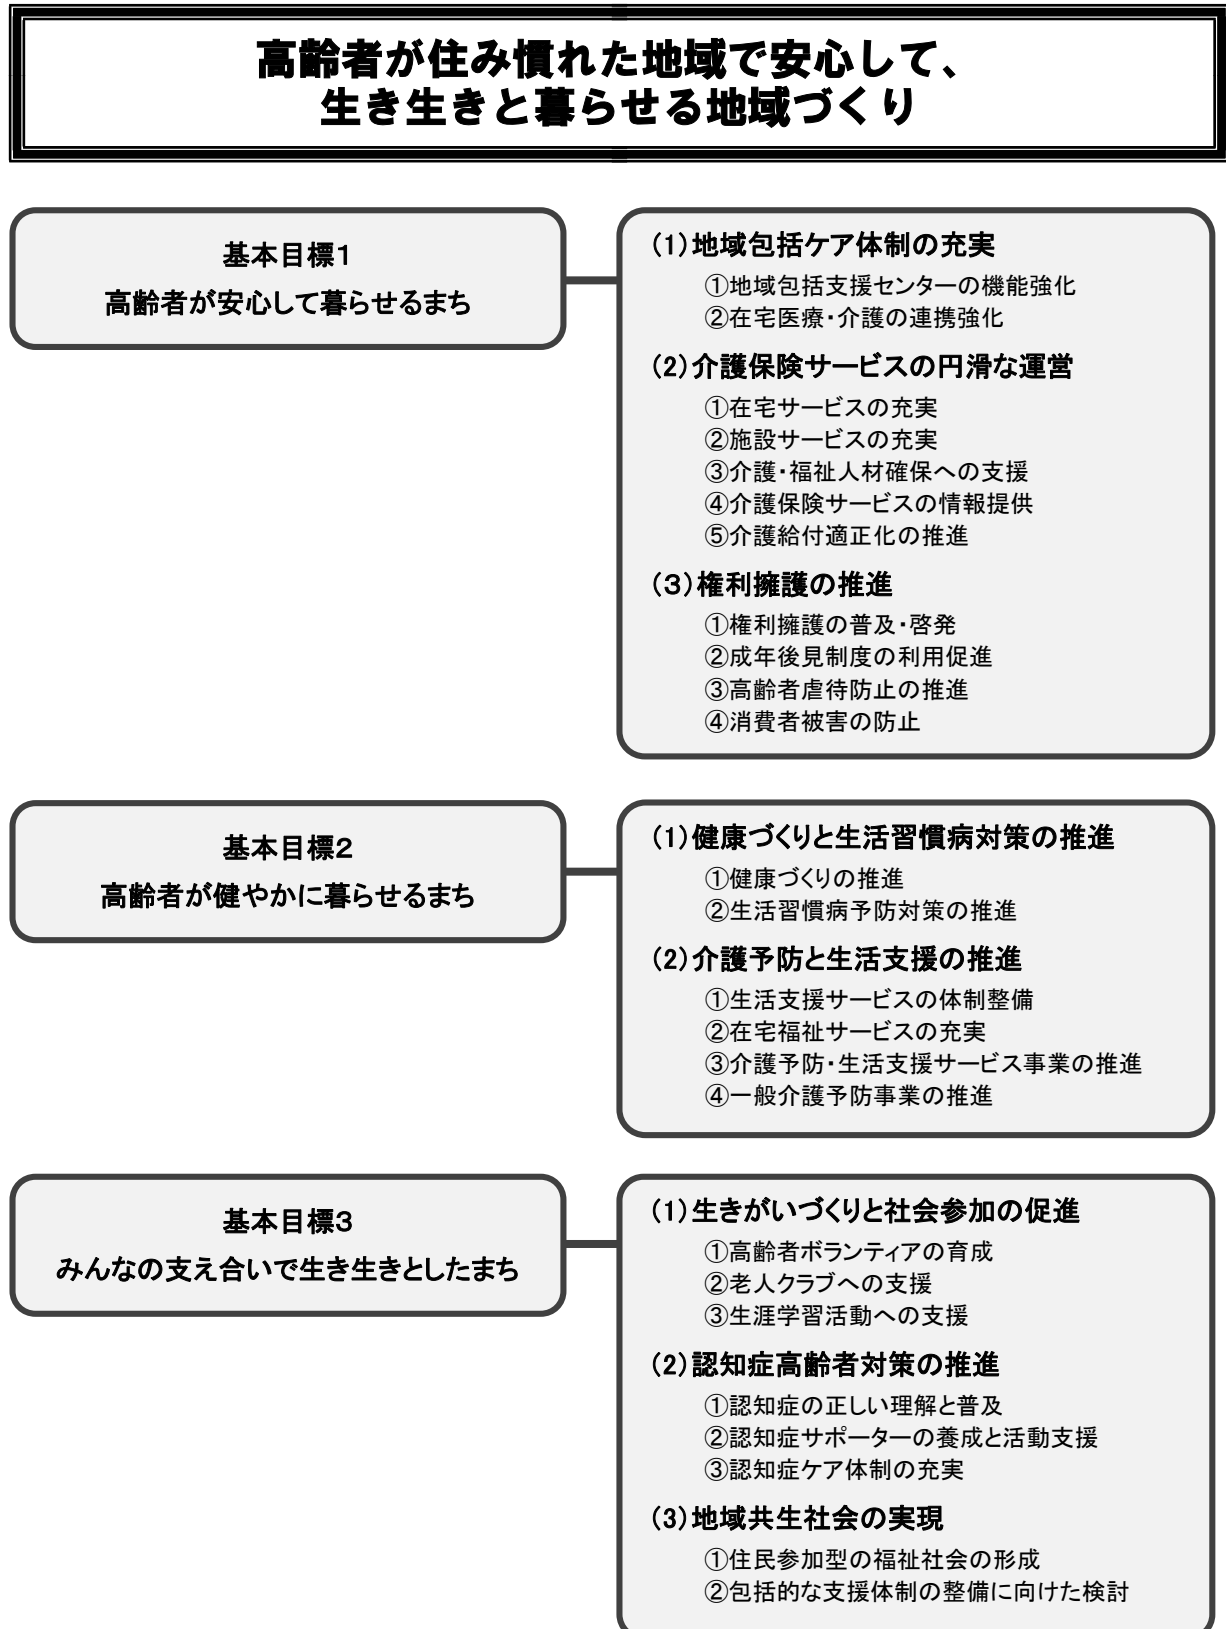 高齢者が住み慣れた地域で安心して、
生き生きと暮らせる地域づくり
基本目標1
高齢者が安心して暮らせるまち
(1)地域包括ケア体制の充実
①地域包括支援センターの機能強化
②在宅医療・介護の連携強化
(2)介護保険サービスの円滑な運営
①在宅サービスの充実
②施設サービスの充実
③介護・福祉人材確保への支援
④介護保険サービスの情報提供
⑤介護給付適正化の推進
(3)権利擁護の推進
①権利擁護の普及・啓発
②成年後見制度の利用促進
③高齢者虐待防止の推進
④消費者被害の防止
基本目標2
高齢者が健やかに暮らせるまち
(1)健康づくりと生活習慣病対策の推進
①健康づくりの推進
②生活習慣病予防対策の推進
(2)介護予防と生活支援の推進
①生活支援サービスの体制整備
②在宅福祉サービスの充実
③介護予防・生活支援サービス事業の推進
④一般介護予防事業の推進
基本目標3
みんなの支え合いで生き生きとしたまち
(1)生きがいづくりと社会参加の促進
①高齢者ボランティアの育成
②老人クラブへの支援
③生涯学習活動への支援
(2)認知症高齢者対策の推進
①認知症の正しい理解と普及
②認知症サポーターの養成と活動支援
③認知症ケア体制の充実
(3)地域共生社会の実現
①住民参加型の福祉社会の形成
②包括的な支援体制の整備に向けた検討